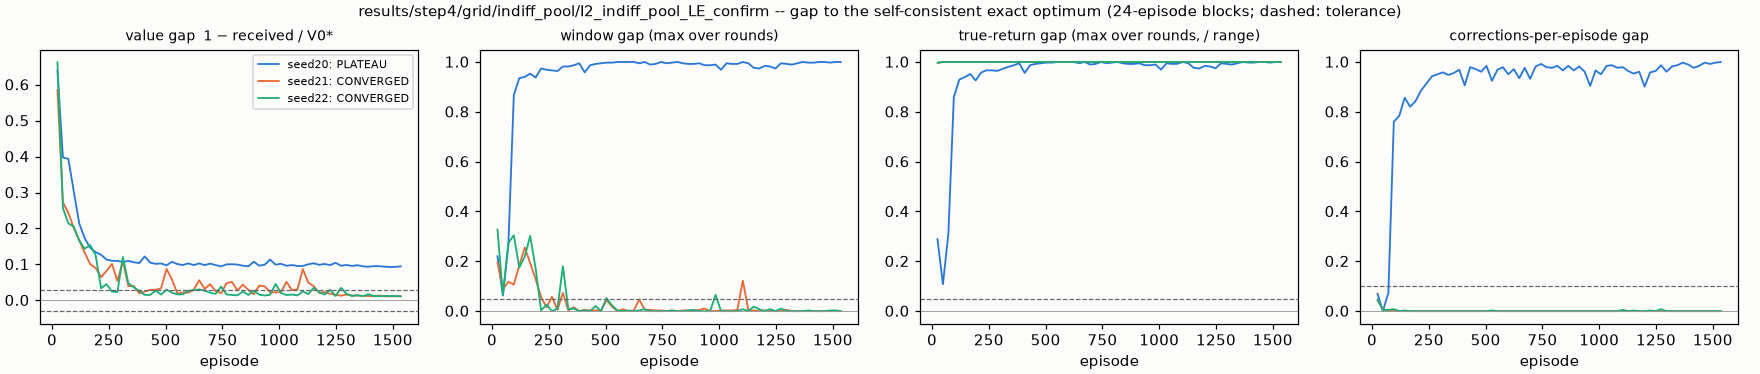 results/step4/grid/indiff_pool/I2_indiff_pool_LE_confirm -- gap to the self-consistent exact optimum (24-episode blocks; dashed: tolerance)
value gap 1 − received / V0*
0.6
0.5
0.4
0.3
0.2
0.1
0.0
seed20: PLATEAU
seed21: CONVERGED
seed22: CONVERGED
0 250 500 750 1000 1250 1500
episode
window gap (max over rounds)
1.0
0.8
0.6
0.4
0.2
0.0
0 250 500 750 1000 1250 1500
episode
true-return gap (max over rounds, / range)
1.0
0.8
0.6
0.4
0.2
0.0
0 250 500 750 1000 1250 1500
episode
corrections-per-episode gap
1.0
0.8
0.6
0.4
0.2
0.0
0 250 500 750 1000 1250 1500
episode